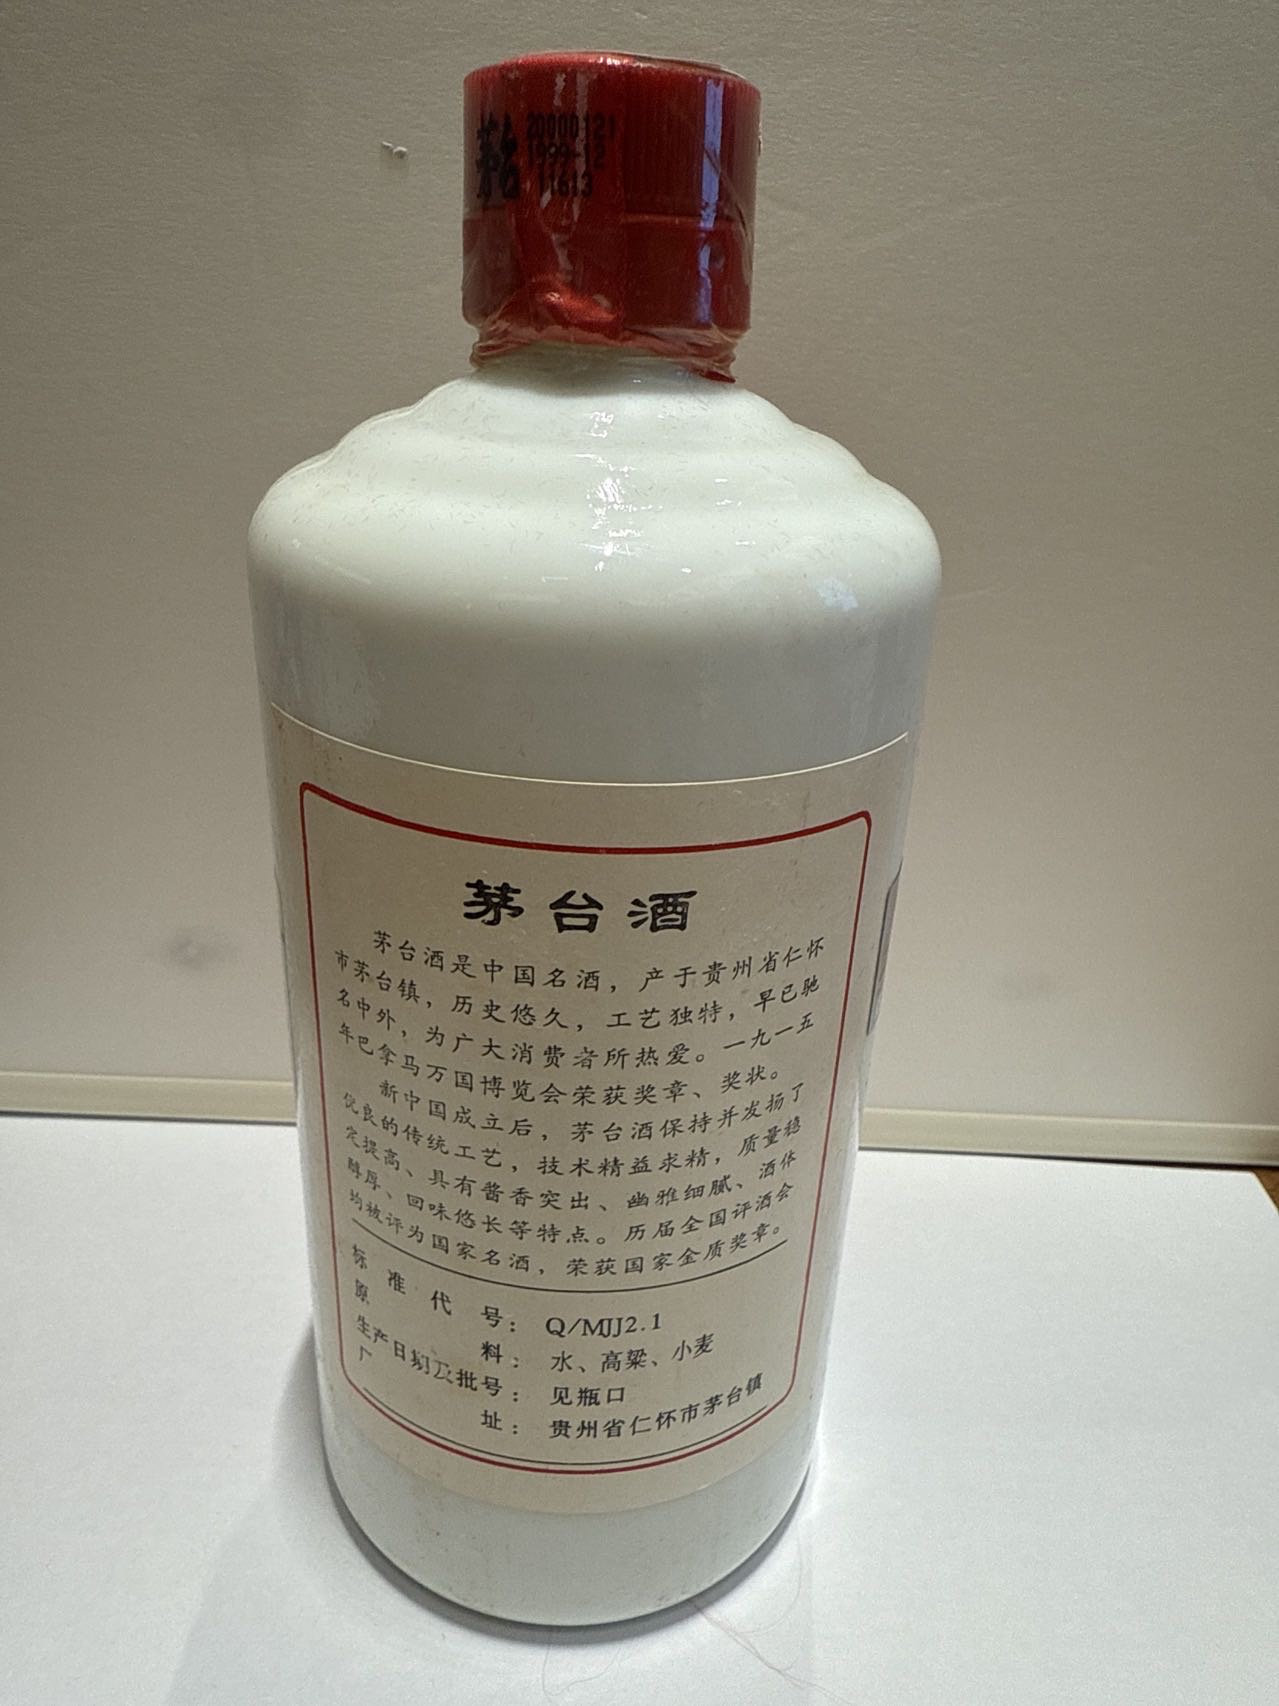 茅台
20000121
1999-12
11613
茅台酒
茅台酒是中国名酒，产于贵州省仁怀
市茅台镇，历史悠久，工艺独特，早已驰
名中外，为广大消费者所热爱。一九一五
年巴拿马万国博览会荣获奖章、奖状。
新中国成立后，茅台酒保持并发扬了
优良的传统工艺，技术精益求精，质量稳
定提高、具有酱香突出、幽雅细腻、酒体
醇厚、回味悠长等特点。历届全国评酒会
均被评为国家名酒，荣获国家金质奖章。
标准代号：Q/MJJ2.1
原料：水、高粱、小麦
生产日期及批号：见瓶口
厂址：贵州省仁怀市茅台镇